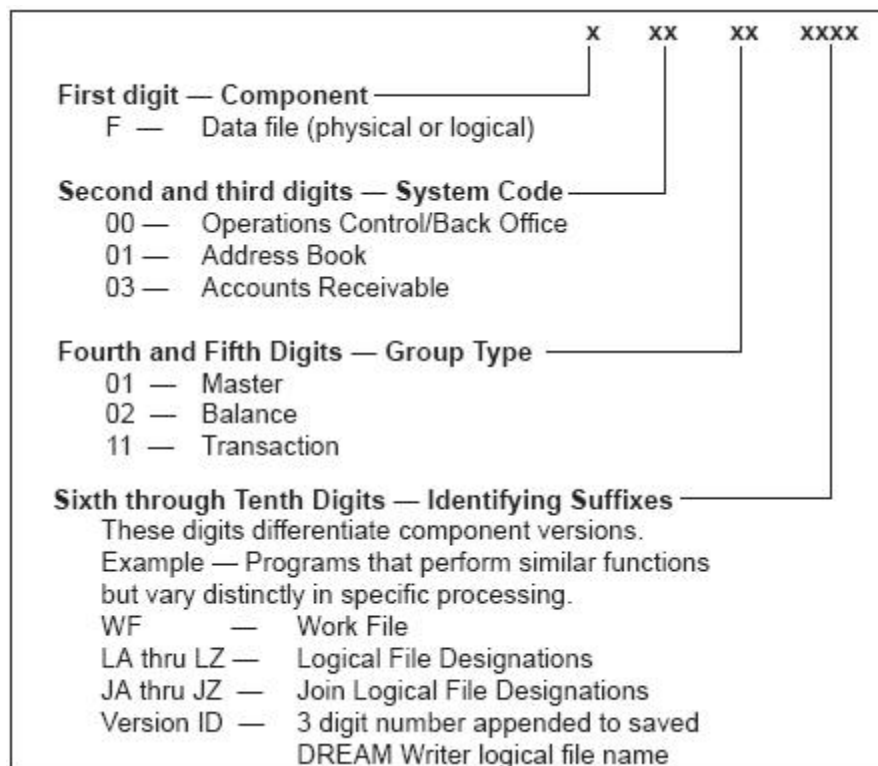 x xx xx xxxx
First digit — Component
F — Data file (physical or logical)
Second and third digits — System Code
00 — Operations Control/Back Office
01 — Address Book
03 — Accounts Receivable
Fourth and Fifth Digits — Group Type
01 — Master
02 — Balance
11 — Transaction
Sixth through Tenth Digits — Identifying Suffixes
These digits differentiate component versions.
Example — Programs that perform similar functions
but vary distinctly in specific processing.
WF — Work File
LA thru LZ — Logical File Designations
JA thru JZ — Join Logical File Designations
Version ID — 3 digit number appended to saved
DREAM Writer logical file name